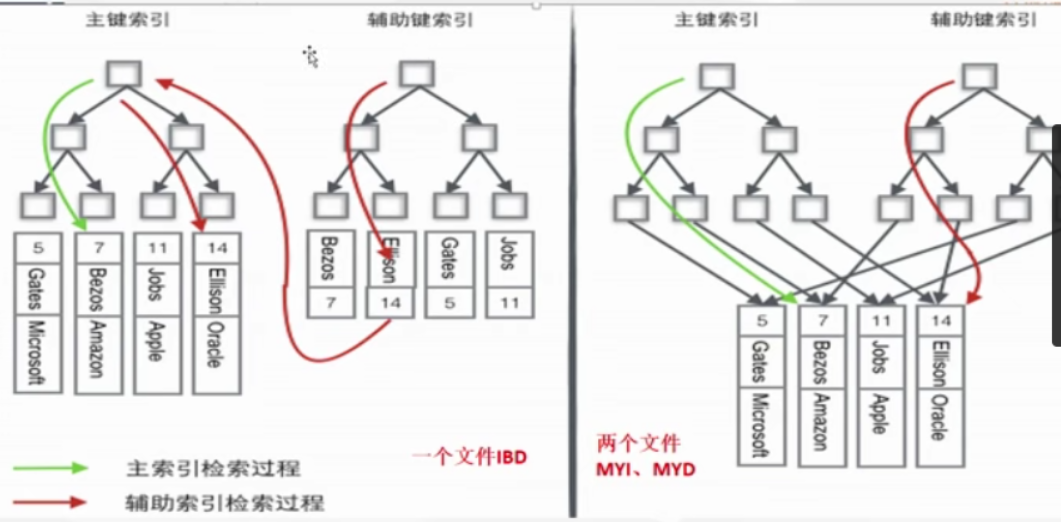 主键索引
辅助键索引
5
Gates
Microsoft
7
Bezos
Amazon
11
Jobs
Apple
14
Ellison
Oracle
Bezos
7
Ellison
14
Gates
5
Jobs
11
一个文件IBD
主索引检索过程
辅助索引检索过程
主键索引
辅助键索引
5
Gates
Microsoft
7
Bezos
Amazon
11
Jobs
Apple
14
Ellison
Oracle
两个文件
MYI、MYD